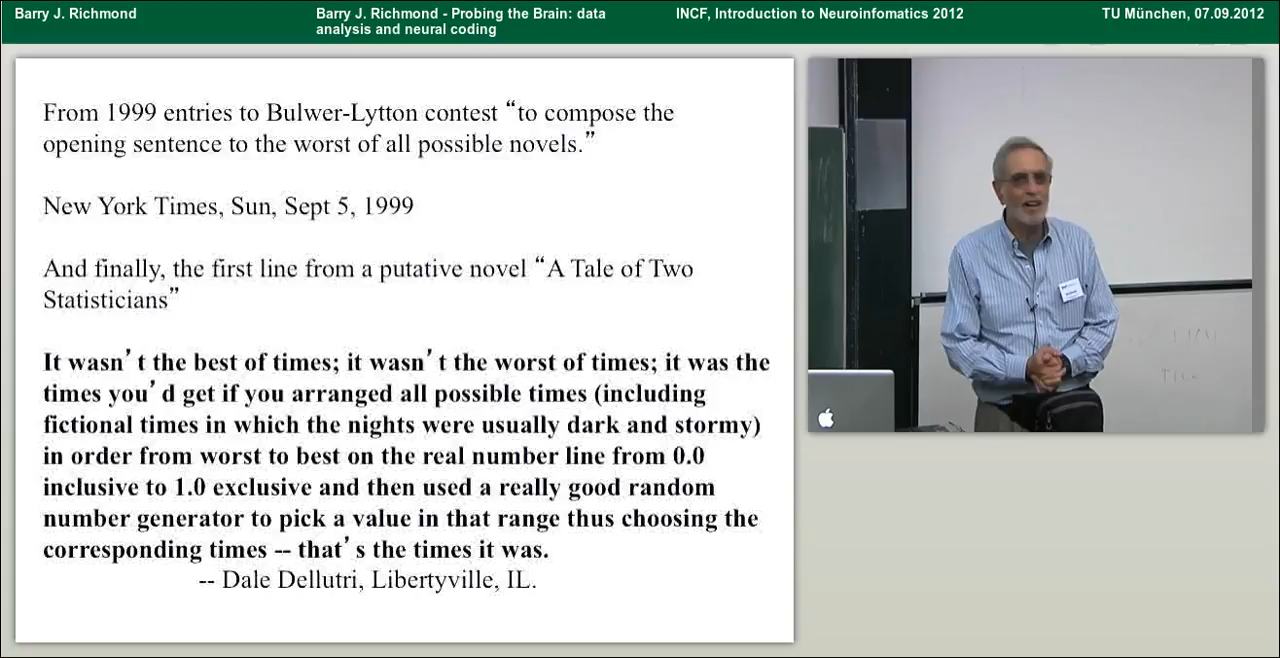 Barry J. Richmond
Barry J. Richmond - Probing the Brain: data
analysis and neural coding
INCF, Introduction to Neuroinfomatics 2012
TU München, 07.09.2012
From 1999 entries to Bulwer-Lytton contest “to compose the
opening sentence to the worst of all possible novels.”
New York Times, Sun, Sept 5, 1999
And finally, the first line from a putative novel “A Tale of Two
Statisticians”
It wasn’t the best of times; it wasn’t the worst of times; it was the
times you’d get if you arranged all possible times (including
fictional times in which the nights were usually dark and stormy)
in order from worst to best on the real number line from 0.0
inclusive to 1.0 exclusive and then used a really good random
number generator to pick a value in that range thus choosing the
corresponding times -- that’s the times it was.
-- Dale Dellutri, Libertyville, IL.